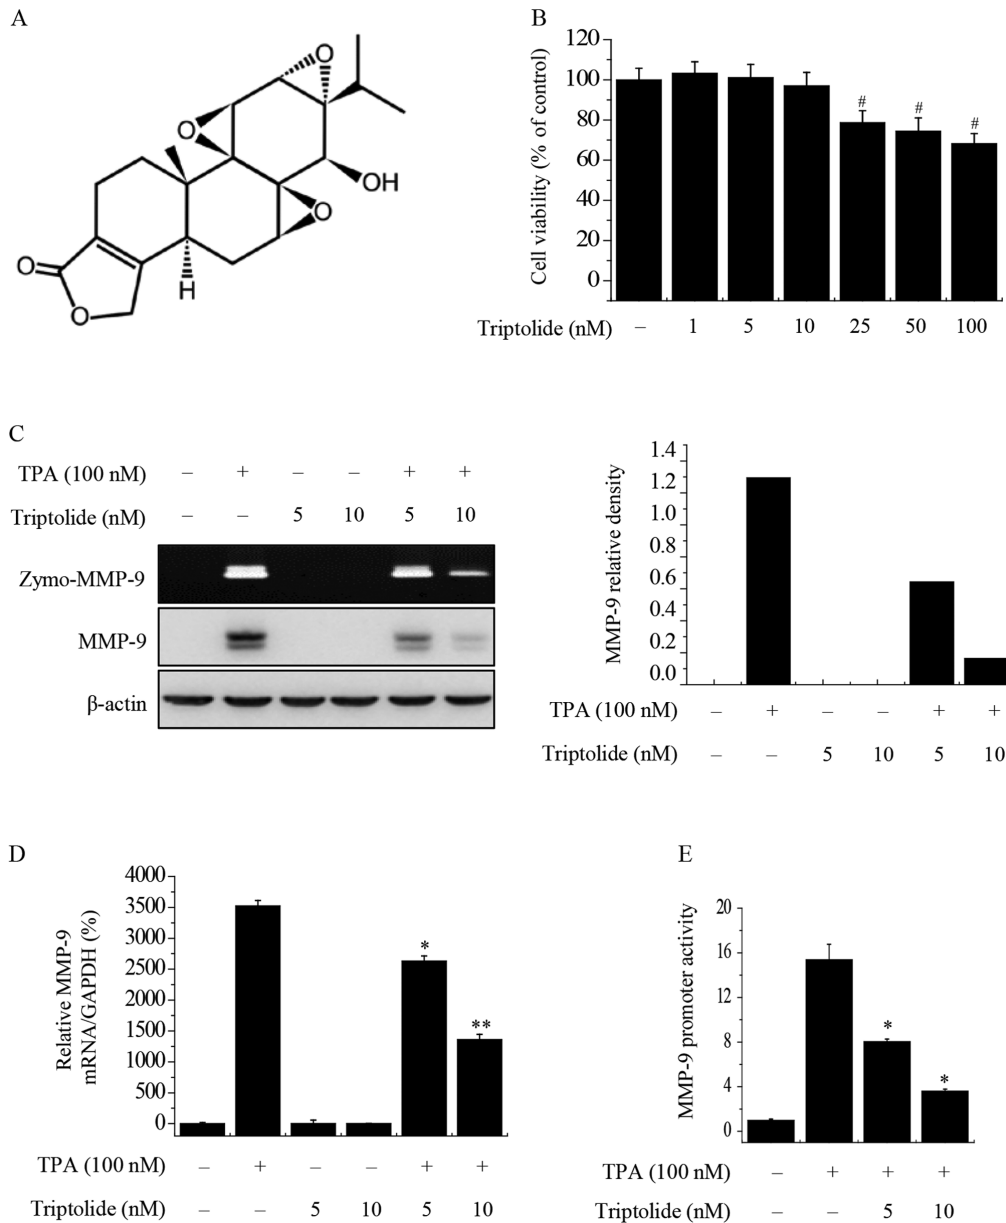 A
O
O
OH
O
H
O
O
B
Cell viability (% of control)
120
100
80
60
40
20
0
# # #
Triptolide (nM) – 1 5 10 25 50 100
C
TPA (100 nM) – + – – + +
Triptolide (nM) – – 5 10 5 10
Zymo-MMP-9
MMP-9
β-actin
MMP-9 relative density
1.4
1.2
0.8
0.6
0.4
0.2
0.0
TPA (100 nM) – + – – + +
Triptolide (nM) – – 5 10 5 10
D
Relative MMP-9
mRNA/GAPDH (%)
4000
3500
3000
2500
2000
1500
1000
500
0
* **
TPA (100 nM) – + – – + +
Triptolide (nM) – – 5 10 5 10
E
MMP-9 promoter activity
20
16
12
8
4
0
* *
TPA (100 nM) – + + +
Triptolide (nM) – – 5 10